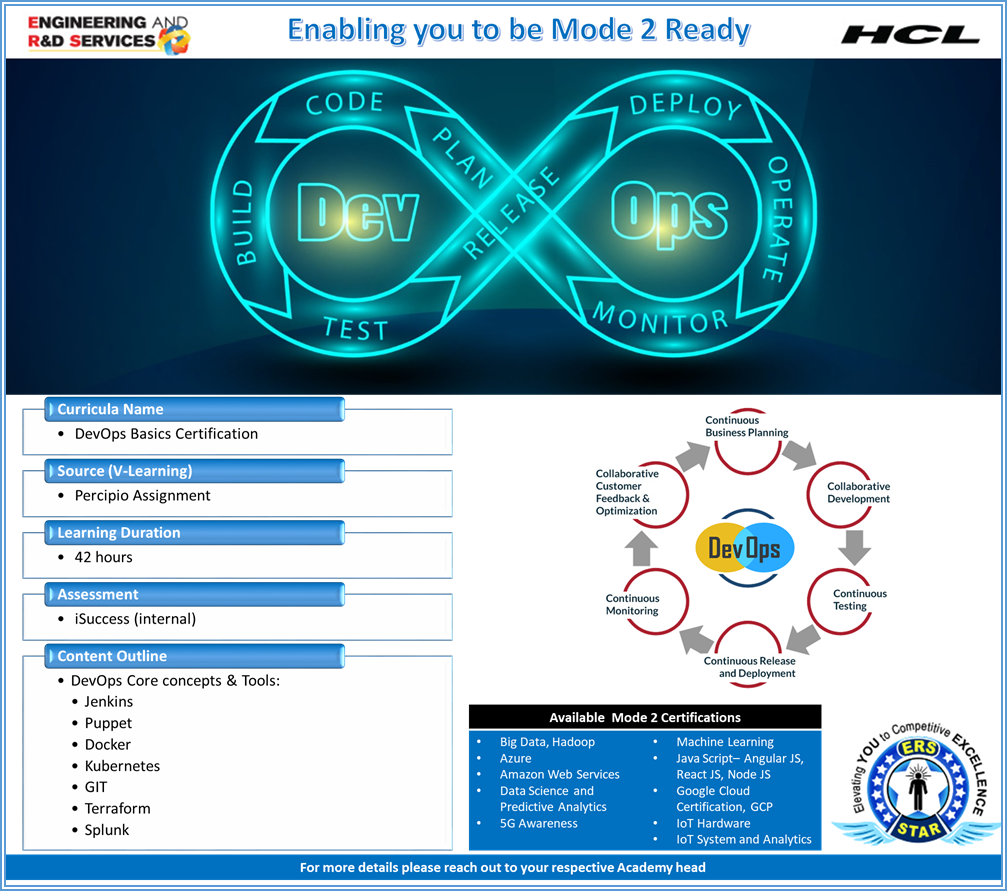 ENGINEERING AND
R&D SERVICES
Enabling you to be Mode 2 Ready
HCL
CODE
PLAN
BUILD
TEST
Dev
RELEASE
DEPLOY
OPERATE
MONITOR
Ops
Curricula Name
• DevOps Basics Certification
Source (V-Learning)
• Percipio Assignment
Learning Duration
• 42 hours
Assessment
• iSuccess (internal)
Content Outline
• DevOps Core concepts & Tools:
• Jenkins
• Puppet
• Docker
• Kubernetes
• GIT
• Terraform
• Splunk
Continuous
Business Planning
Collaborative
Development
Continuous
Testing
Continuous Release
and Deployment
Continuous
Monitoring
Collaborative
Customer
Feedback &
Optimization
DevOps
Available Mode 2 Certifications
• Big Data, Hadoop
• Azure
• Amazon Web Services
• Data Science and
Predictive Analytics
• 5G Awareness
• Machine Learning
• Java Script– Angular JS,
React JS, Node JS
• Google Cloud
Certification, GCP
• IoT Hardware
• IoT System and Analytics
Elevating YOU to Competitive EXCELLENCE
ERS
STAR
For more details please reach out to your respective Academy head